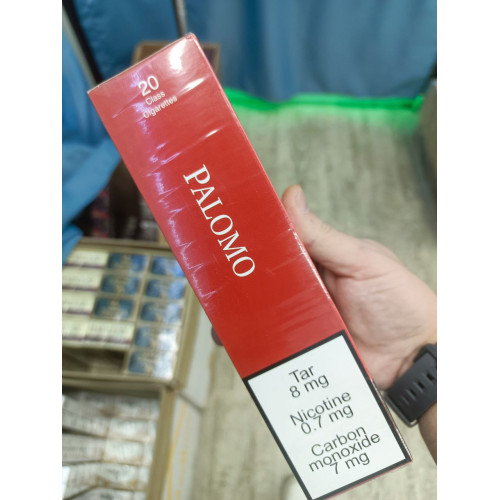 20
Class
Cigarettes
PALOMO
Tar
8 mg
Nicotine
0.7 mg
Carbon
monoxide
7 mg